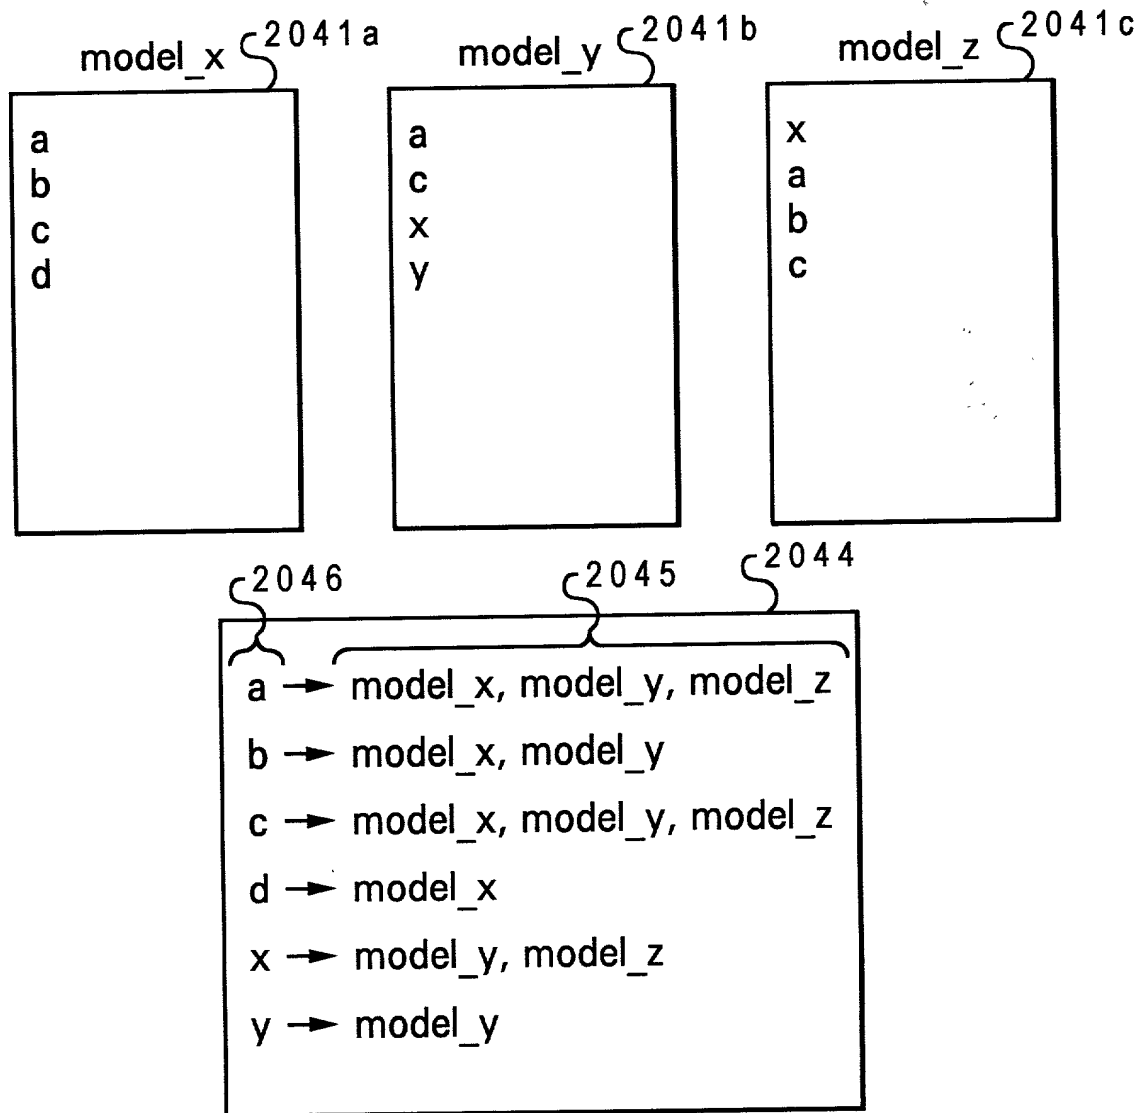 model_x 2041a
a
b
c
d
model_y 2041b
a
c
x
y
model_z 2041c
x
a
b
c
2046 2045 2044
a → model_x, model_y, model_z
b → model_x, model_y
c → model_x, model_y, model_z
d → model_x
x → model_y, model_z
y → model_y